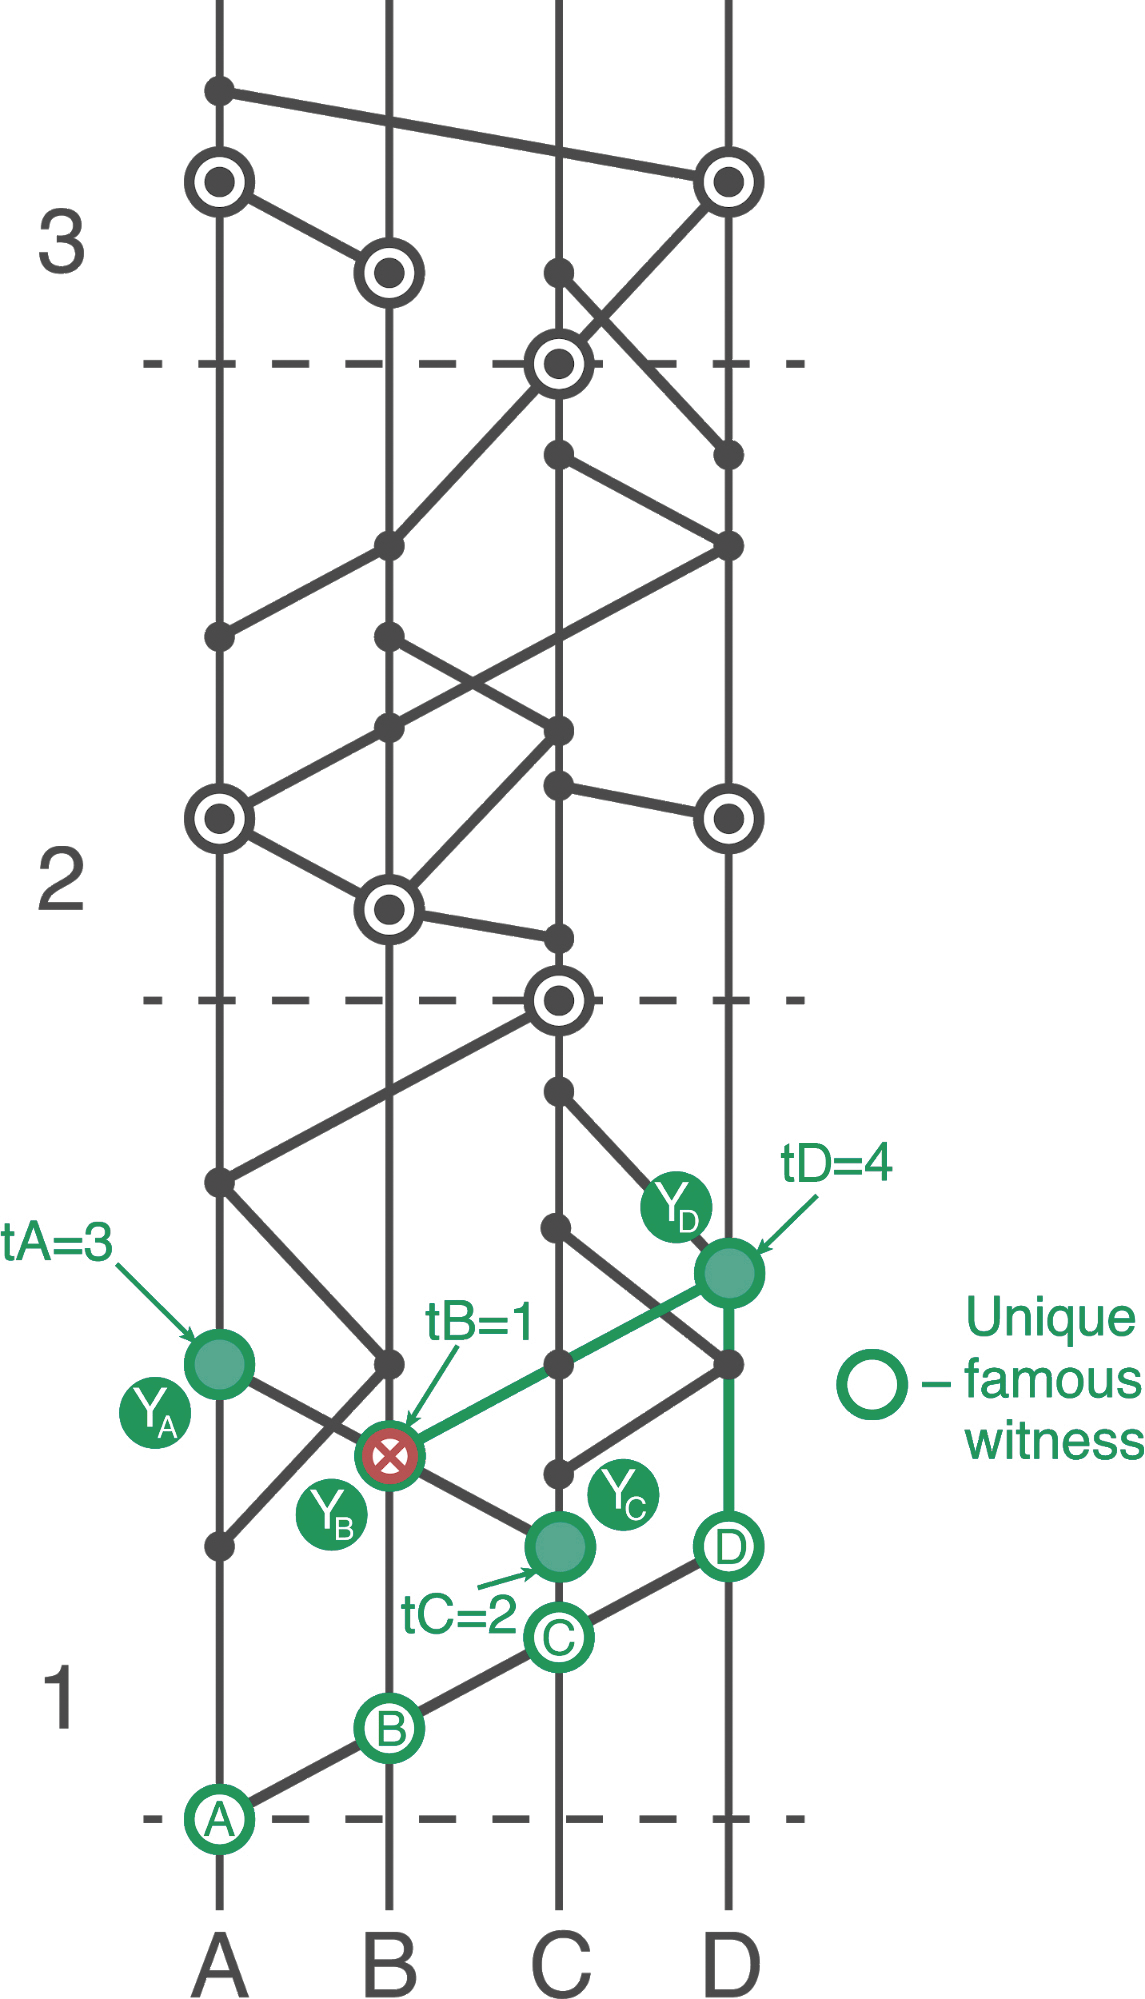 3
2
tD=4
Y_D
tA=3
tB=1
Unique
famous
witness
Y_A
Y_B
Y_C
tC=2
D
C
1
B
A
A B C D